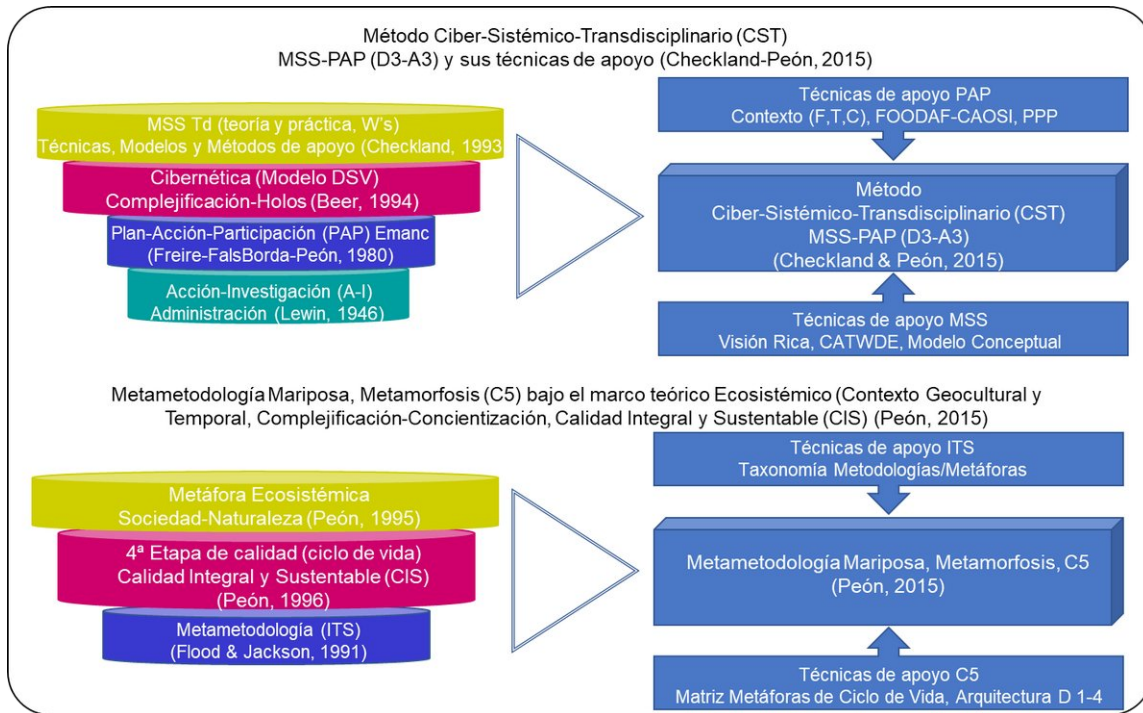 Método Ciber-Sistémico-Transdisciplinario (CST)
MSS-PAP (D3-A3) y sus técnicas de apoyo (Checkland-Peón, 2015)
MSS Td (teoría y práctica, W's)
Técnicas, Modelos y Métodos de apoyo (Checkland, 1993
Cibernética (Modelo DSV)
Complejificación-Holos (Beer, 1994)
Plan-Acción-Participación (PAP) Emanc
(Freire-FalsBorda-Peón, 1980)
Acción-Investigación (A-I)
Administración (Lewin, 1946)
Técnicas de apoyo PAP
Contexto (F,T,C), FOODAF-CAOSI, PPP
Método
Ciber-Sistémico-Transdisciplinario (CST)
MSS-PAP (D3-A3)
(Checkland & Peón, 2015)
Técnicas de apoyo MSS
Visión Rica, CATWDE, Modelo Conceptual
Metametodología Mariposa, Metamorfosis (C5) bajo el marco teórico Ecosistémico (Contexto Geocultural y
Temporal, Complejificación-Concientización, Calidad Integral y Sustentable (CIS) (Peón, 2015)
Metáfora Ecosistémica
Sociedad-Naturaleza (Peón, 1995)
4ª Etapa de calidad (ciclo de vida)
Calidad Integral y Sustentable (CIS)
(Peón, 1996)
Metametodología (ITS)
(Flood & Jackson, 1991)
Técnicas de apoyo ITS
Taxonomía Metodologías/Metáforas
Metametodología Mariposa, Metamorfosis, C5
(Peón, 2015)
Técnicas de apoyo C5
Matriz Metáforas de Ciclo de Vida, Arquitectura D 1-4